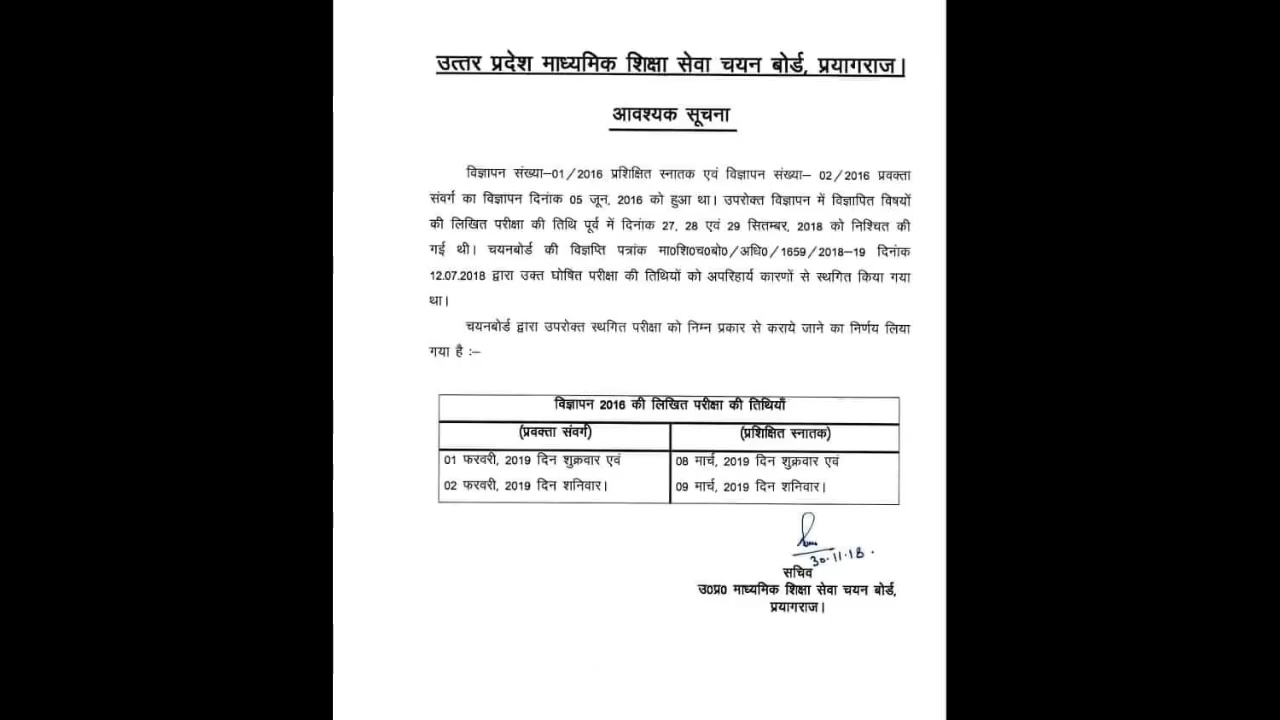 उत्तर प्रदेश माध्यमिक शिक्षा सेवा चयन बोर्ड, प्रयागराज।
आवश्यक सूचना
विज्ञापन संख्या–01/2016 प्रशिक्षित स्नातक एवं विज्ञापन संख्या– 02/2016 प्रवक्ता
संवर्ग का विज्ञापन दिनांक 05 जून, 2016 को हुआ था। उपरोक्त विज्ञापन में विज्ञापित विषयों
की लिखित परीक्षा की तिथि पूर्व में दिनांक 27, 28 एवं 29 सितम्बर, 2018 को निश्चित की
गई थी। चयनबोर्ड की विज्ञप्ति पत्रांक मा0शि0च0बो0/अधि0/1659/2018–19 दिनांक
12.07.2018 द्वारा उक्त घोषित परीक्षा की तिथियों को अपरिहार्य कारणों से स्थगित किया गया
था।
चयनबोर्ड द्वारा उपरोक्त स्थगित परीक्षा को निम्न प्रकार से कराये जाने का निर्णय लिया
गया है :–
विज्ञापन 2016 की लिखित परीक्षा की तिथियाँ
(प्रवक्ता संवर्ग) (प्रशिक्षित स्नातक)
01 फरवरी, 2019 दिन शुक्रवार एवं 08 मार्च, 2019 दिन शुक्रवार एवं
02 फरवरी, 2019 दिन शनिवार। 09 मार्च, 2019 दिन शनिवार।
30.11.18.
सचिव
उ0प्र0 माध्यमिक शिक्षा सेवा चयन बोर्ड,
प्रयागराज।